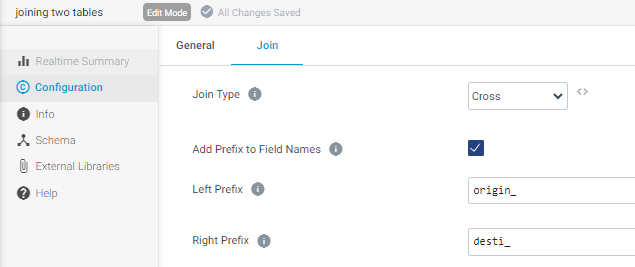 joining two tables Edit Mode All Changes Saved
General Join
Realtime Summary
Configuration
Info
Schema
External Libraries
Help
Join Type Cross <>
Add Prefix to Field Names
Left Prefix origin_
Right Prefix desti_